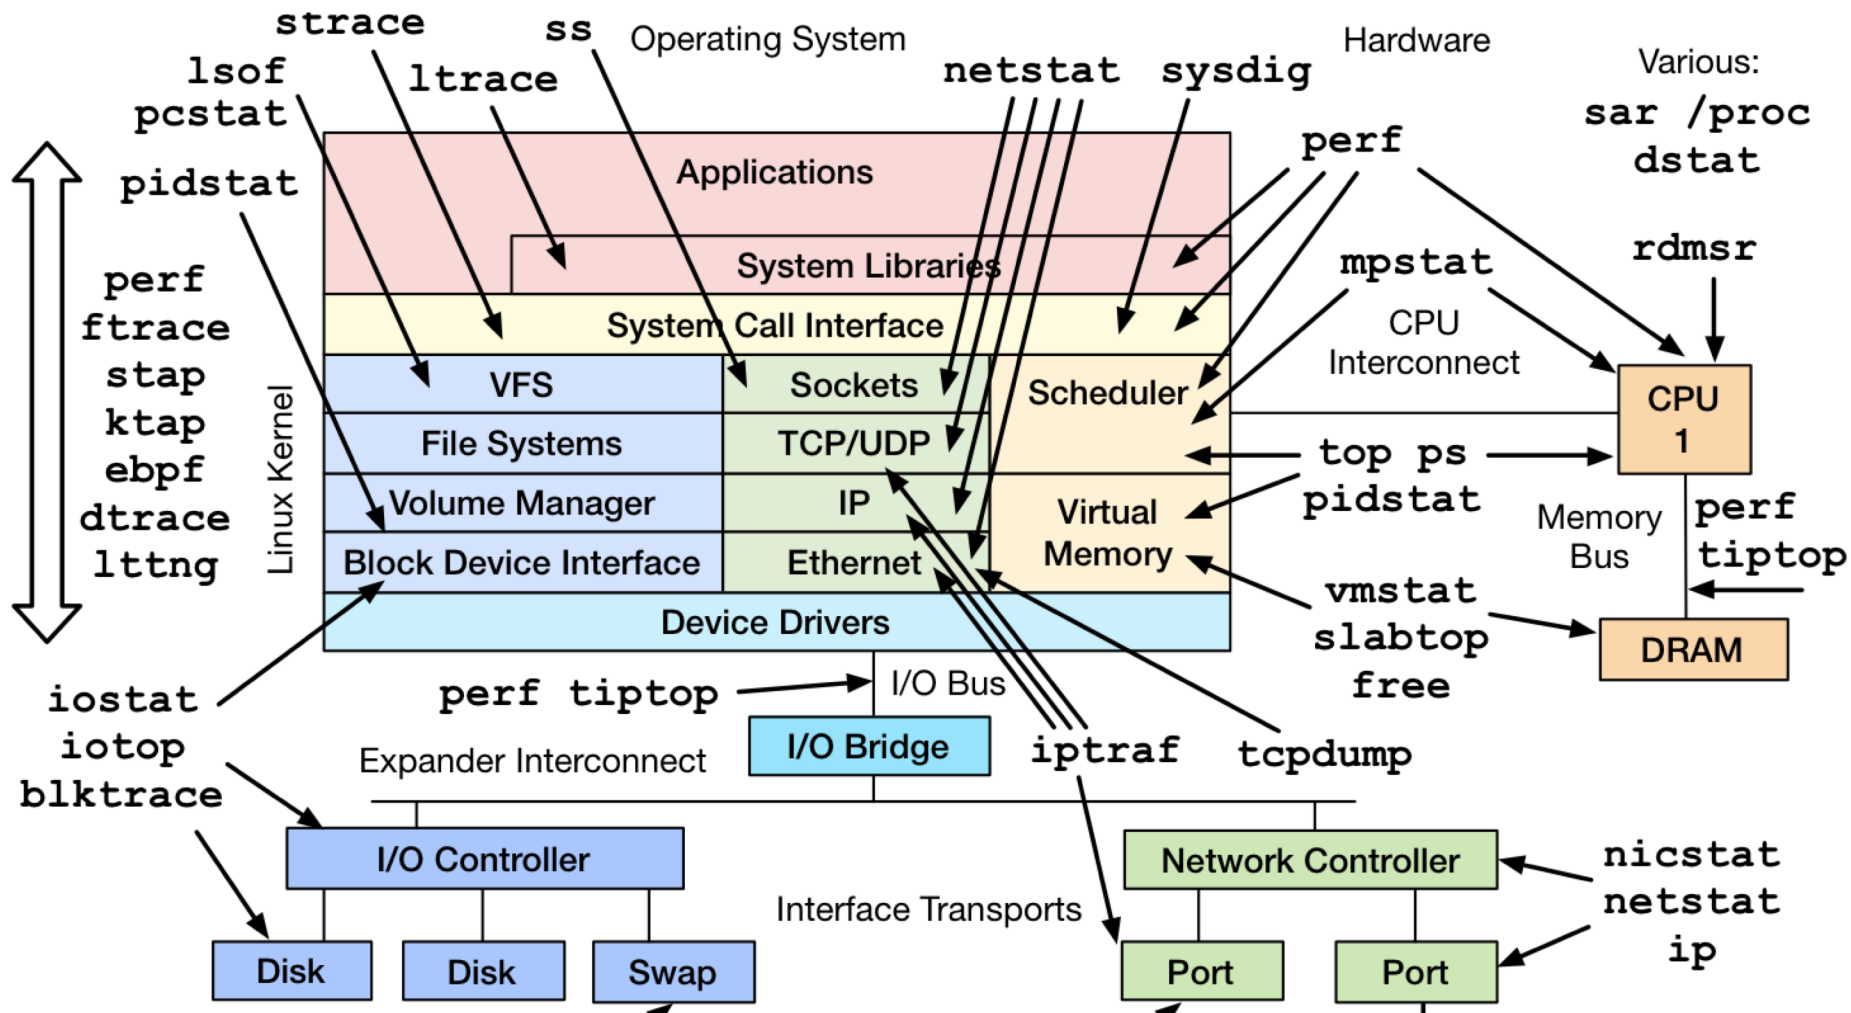 strace
ss
Operating System
Hardware
lsof
pcstat
ltrace
netstat
sysdig
Various:
sar /proc
dstat
perf
pidstat
Applications
System Libraries
mpstat
rdmsr
perf
ftrace
stap
ktap
ebpf
dtrace
lttng
Linux Kernel
System Call Interface
CPU
Interconnect
VFS
Sockets
Scheduler
CPU
1
File Systems
TCP/UDP
top ps
pidstat
Volume Manager
IP
Virtual
Memory
Memory
Bus
perf
tiptop
Block Device Interface
Ethernet
vmstat
slabtop
free
Device Drivers
DRAM
iostat
iotop
blktrace
perf tiptop
I/O Bus
I/O Bridge
iptraf
tcpdump
Expander Interconnect
I/O Controller
Network Controller
nicstat
netstat
ip
Interface Transports
Disk
Disk
Swap
Port
Port